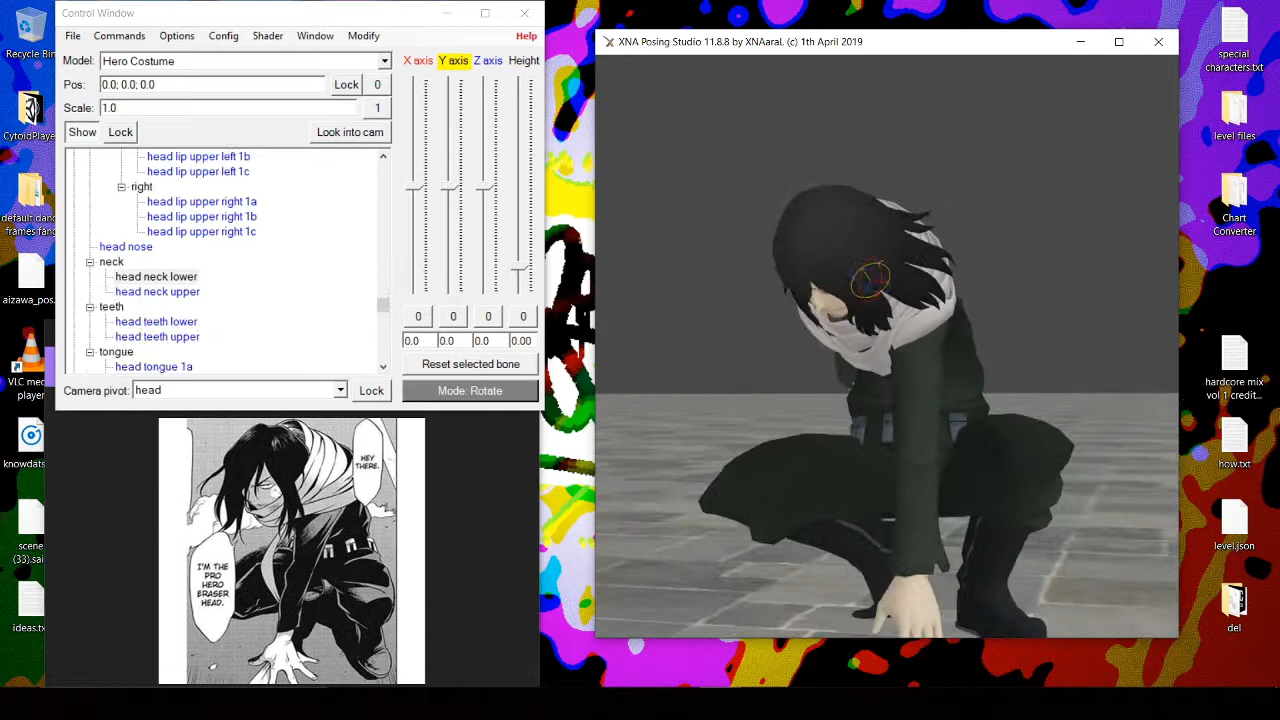 Control Window
File Commands Options Config Shader Window Modify Help
Model: Hero Costume
Pos: 0.0; 0.0; 0.0 Lock 0
Scale: 1.0 1
Show Lock Look into cam
X axis Y axis Z axis Height
head lip upper left 1b
head lip upper left 1c
right
head lip upper right 1a
head lip upper right 1b
head lip upper right 1c
head nose
neck
head neck lower
head neck upper
teeth
head teeth lower
head teeth upper
tongue
head tongue 1a
0 0 0 0
0.0 0.0 0.0 0.00
Reset selected bone
Camera pivot: head Lock
Mode: Rotate
XNA Posing Studio 11.8.8 by XNAaraL (c) 1th April 2019
HEY
THERE.
I'M THE
PRO
HERO
ERASER
HEAD.
Recycle Bin
CytoidPlayer
default danc
frames fanc
aizawa_pos.
VLC med
player
knowdats
scene
(33).sai
ideas.tx
special
characters.txt
level files
Chart
Converter
hardcore mix
vol 1 credit...
how.txt
level.json
del